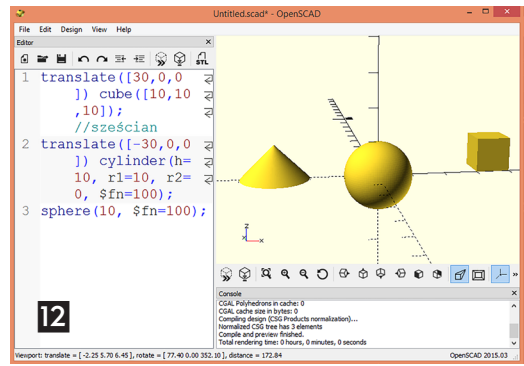 Untitled.scad* - OpenSCAD
File Edit Design View Help
Editor
STL
1 translate([30,0,0
]) cube([10,10
,10]);
//sześcian
2 translate([-30,0,0
]) cylinder(h=
10, r1=10, r2=
0, $fn=100);
3 sphere(10, $fn=100);
12
z
x
Console
CGAL Polyhedrons in cache: 0
CGAL cache size in bytes: 0
Compiling design (CSG Products normalization)...
Normalized CSG tree has 3 elements
Compile and preview finished.
Total rendering time: 0 hours, 0 minutes, 0 seconds
Viewport: translate = [ -2.25 5.70 6.45 ], rotate = [ 77.40 0.00 352.10 ], distance = 172.84
OpenSCAD 2015.03